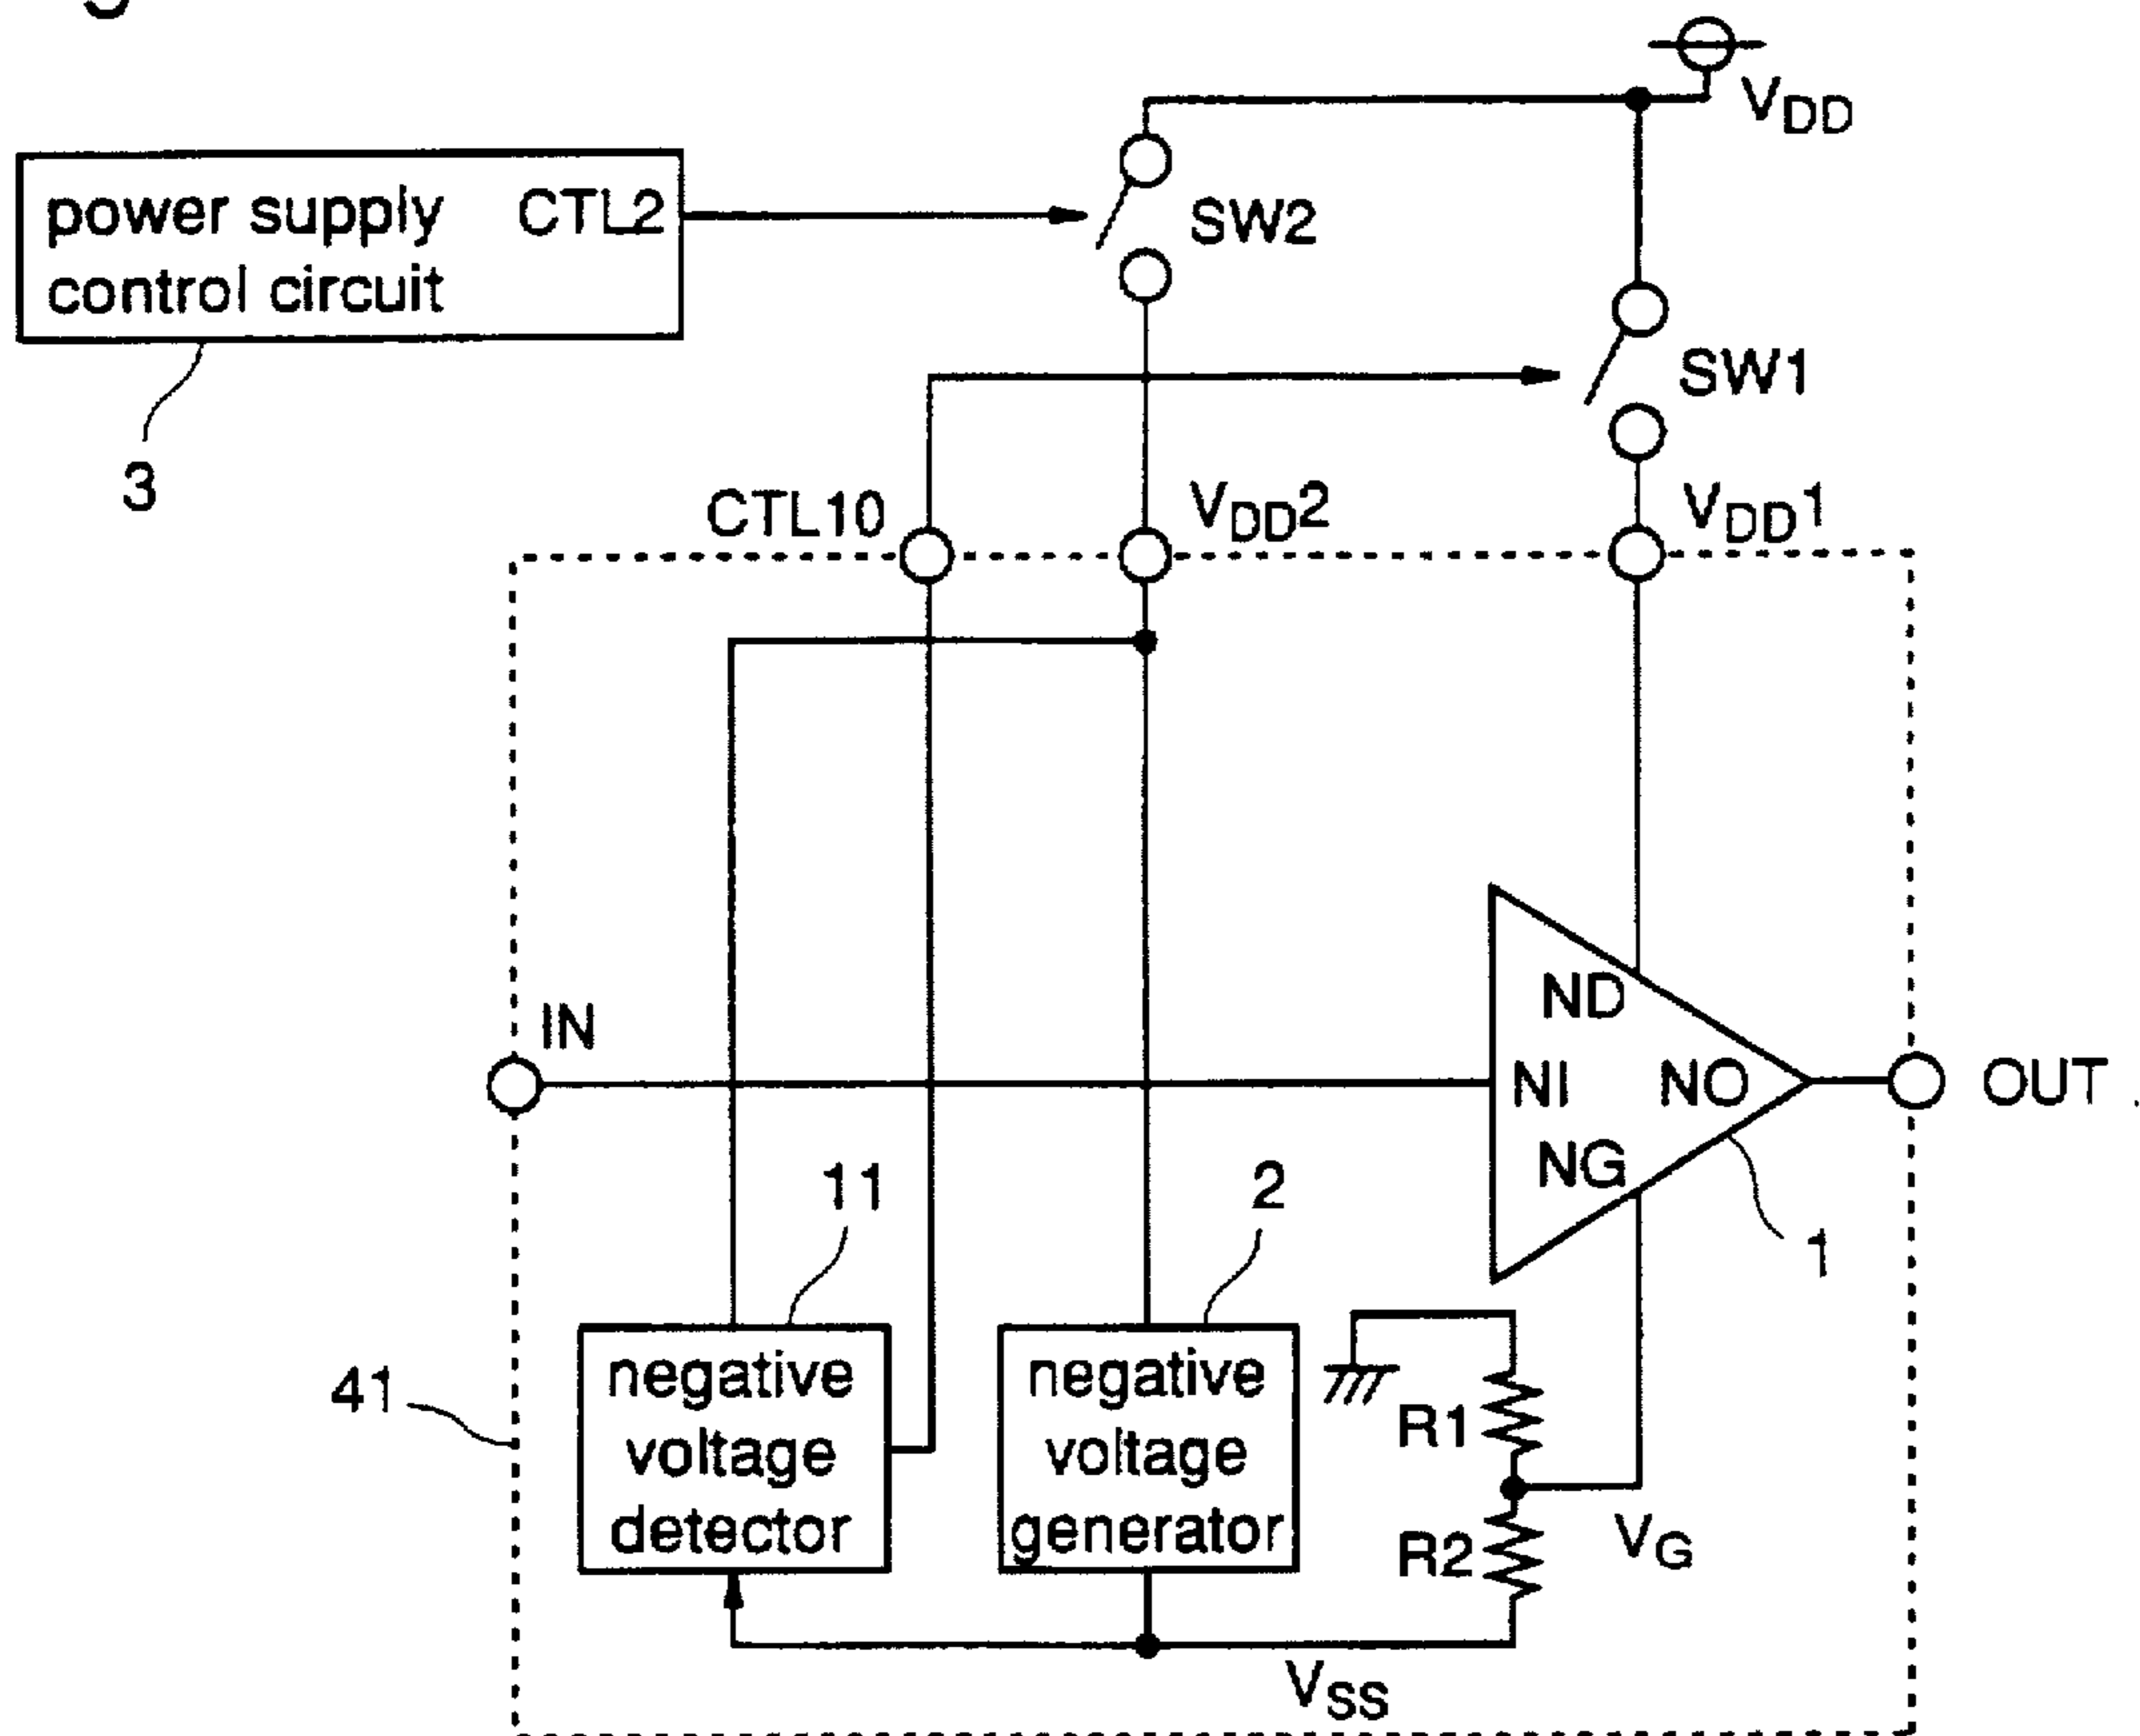 VDD
power supply CTL2
control circuit
SW2
SW1
3
CTL10
VDD2
VDD1
IN
ND
NI
NO
OUT
NG
11
2
1
41
negative
voltage
detector
negative
voltage
generator
R1
R2
VG
VSS